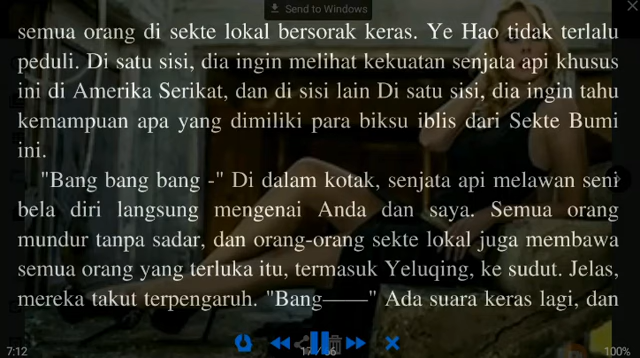 Send to Windows
semua orang di sekte lokal bersorak keras. Ye Hao tidak terlalu
peduli. Di satu sisi, dia ingin melihat kekuatan senjata api khusus
ini di Amerika Serikat, dan di sisi lain Di satu sisi, dia ingin tahu
kemampuan apa yang dimiliki para biksu iblis dari Sekte Bumi
ini.
"Bang bang bang -" Di dalam kotak, senjata api melawan seni
bela diri langsung mengenai Anda dan saya. Semua orang
mundur tanpa sadar, dan orang-orang sekte lokal juga membawa
semua orang yang terluka itu, termasuk Yeluqing, ke sudut. Jelas,
mereka takut terpengaruh. "Bang——" Ada suara keras lagi, dan
7:12
100%